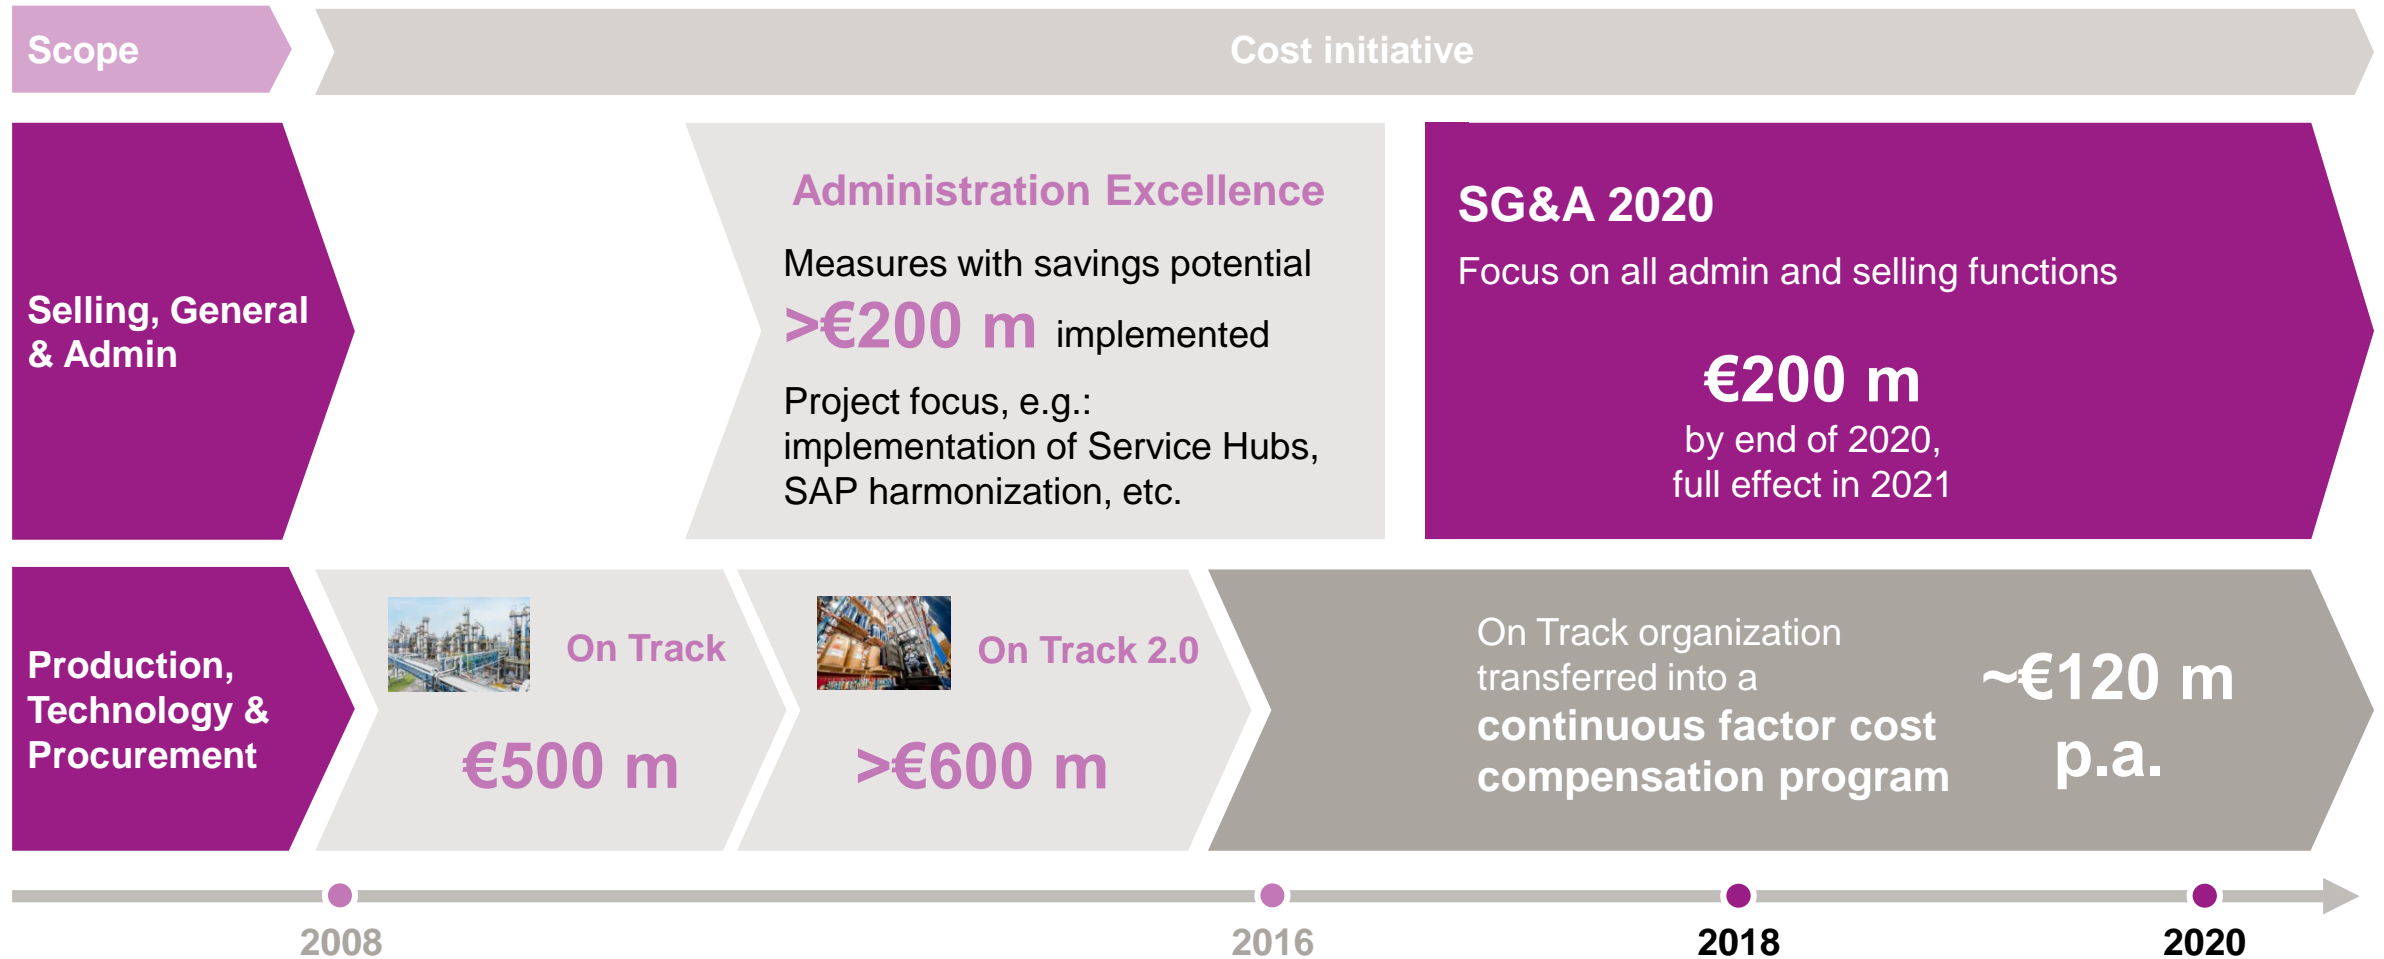 Scope
Cost initiative
Selling, General
& Admin
Administration Excellence
Measures with savings potential
>€200 m implemented
Project focus, e.g.:
implementation of Service Hubs,
SAP harmonization, etc.
SG&A 2020
Focus on all admin and selling functions
€200 m
by end of 2020,
full effect in 2021
Production,
Technology &
Procurement
On Track
€500 m
On Track 2.0
>€600 m
On Track organization
transferred into a
continuous factor cost
compensation program
~€120 m
p.a.
2008
2016
2018
2020